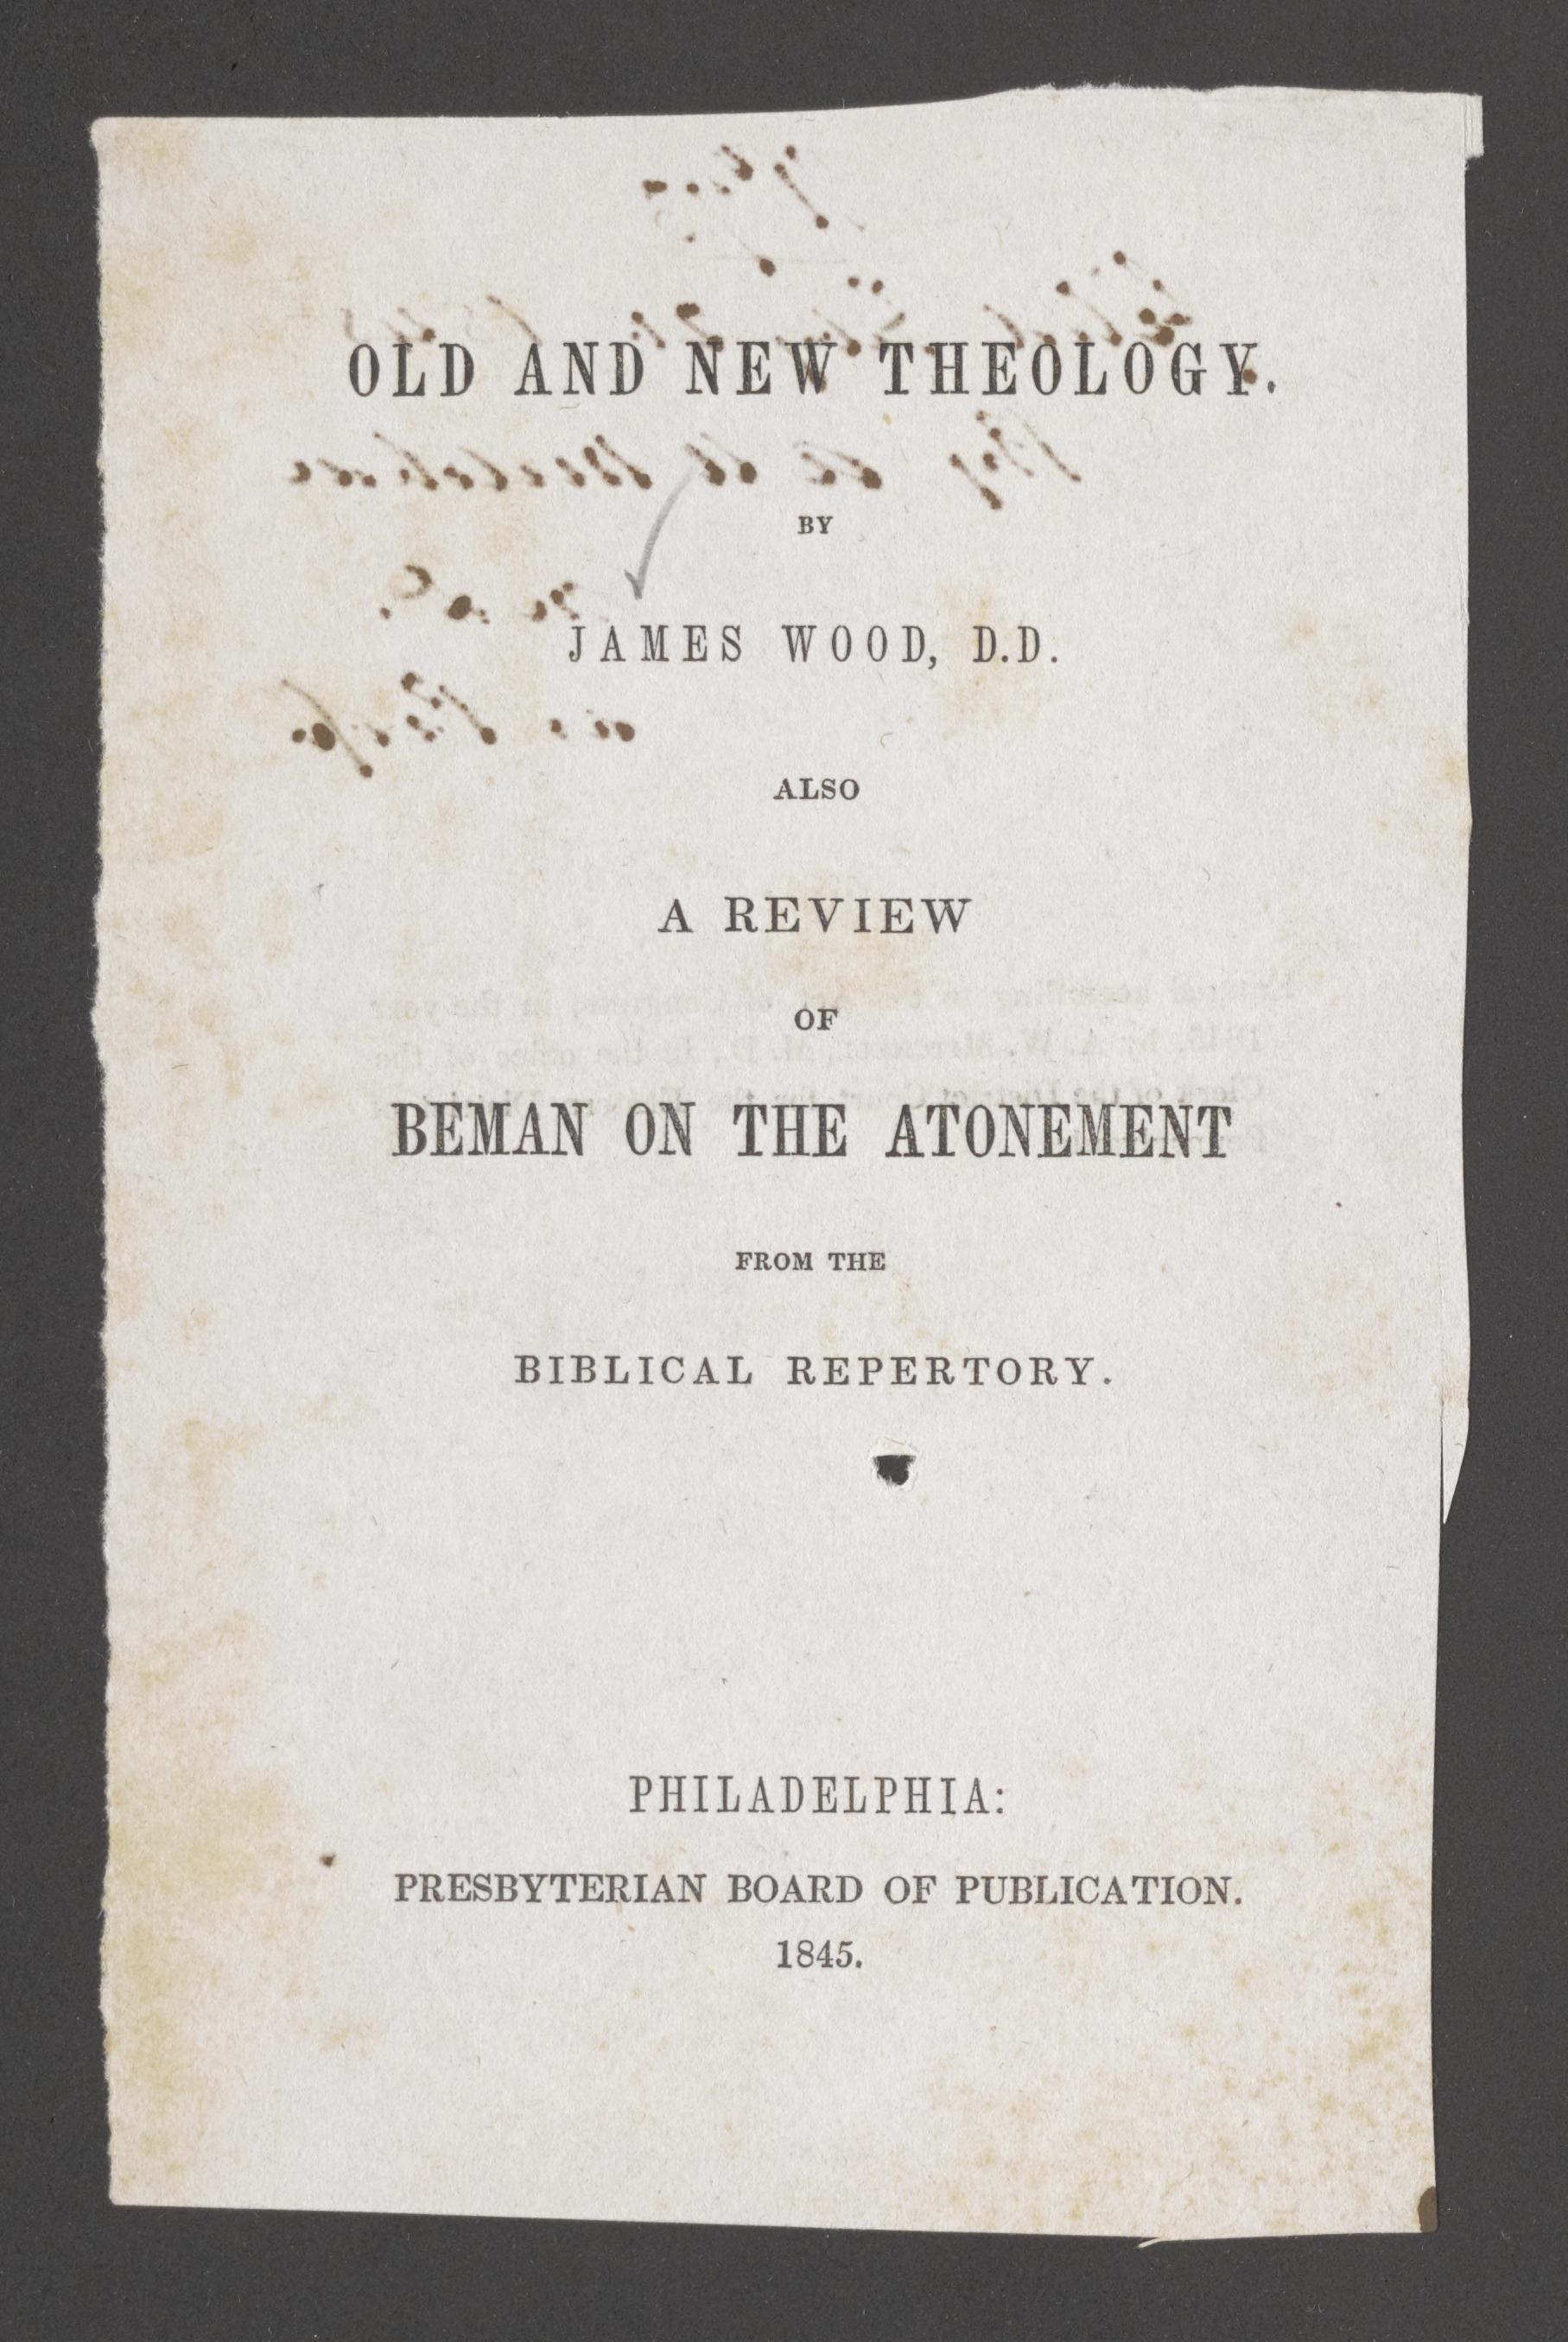 OLD AND NEW THEOLOGY.
BY
JAMES WOOD, D.D.
ALSO
A REVIEW
OF
BEMAN ON THE ATONEMENT
FROM THE
BIBLICAL REPERTORY.
PHILADELPHIA:
PRESBYTERIAN BOARD OF PUBLICATION.
1845.